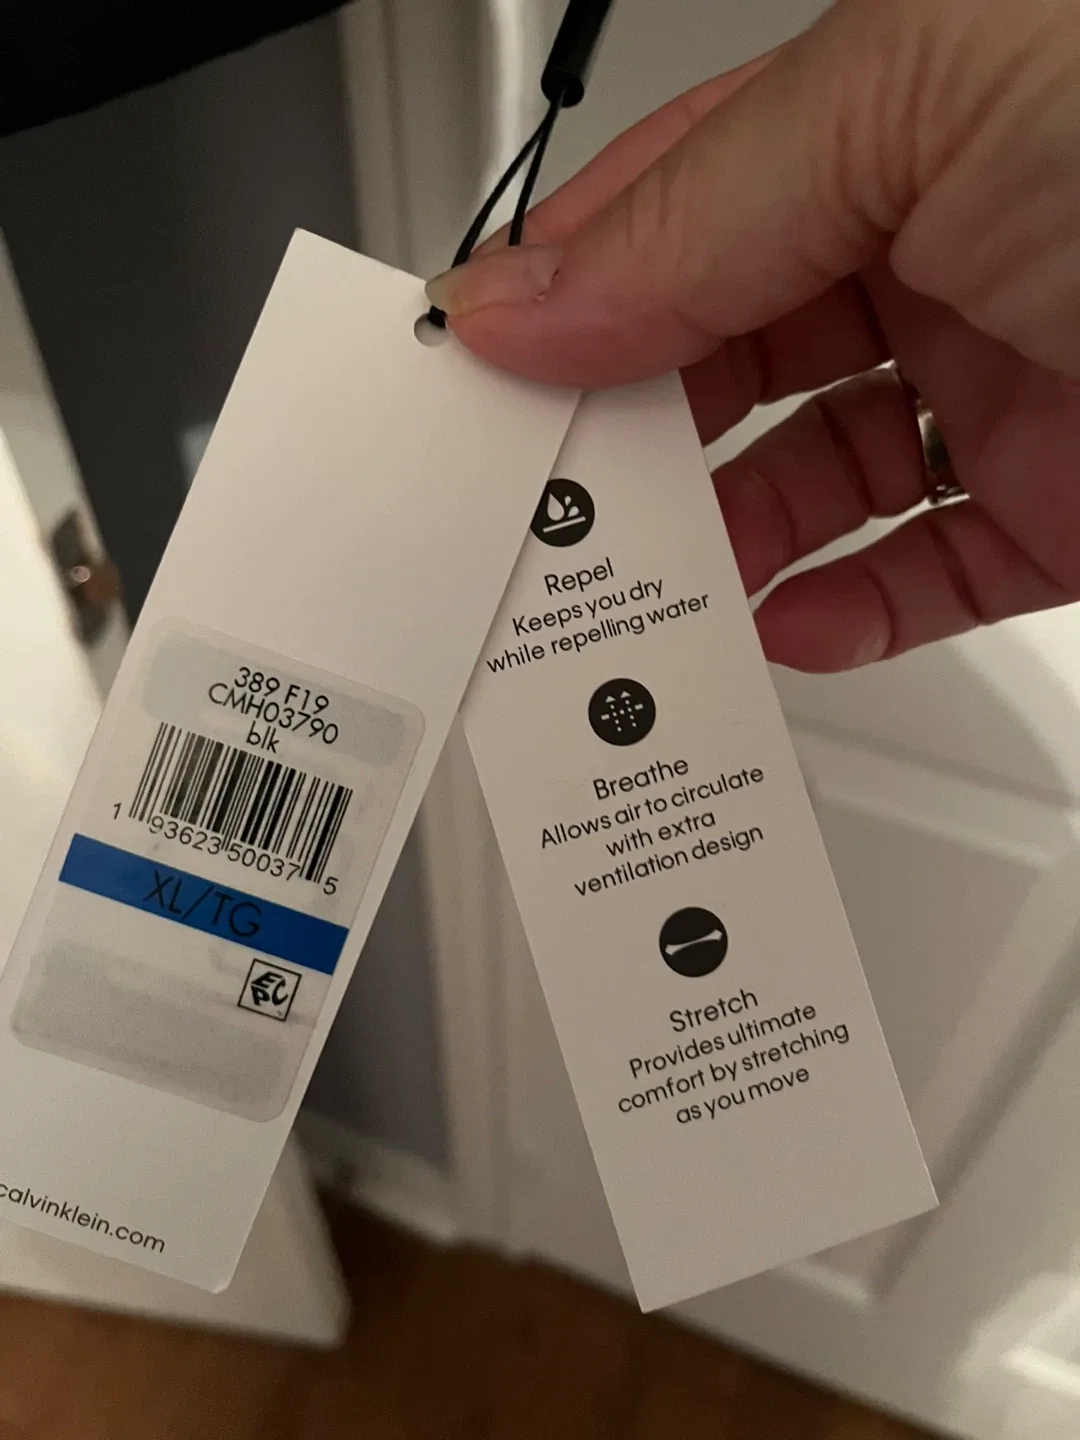 389 F19
CMH03790
blk
1 93623 50037 5
XL/TG
EPC
calvinklein.com
Repel
Keeps you dry
while repelling water
Breathe
Allows air to circulate
with extra
ventilation design
Stretch
Provides ultimate
comfort by stretching
as you move